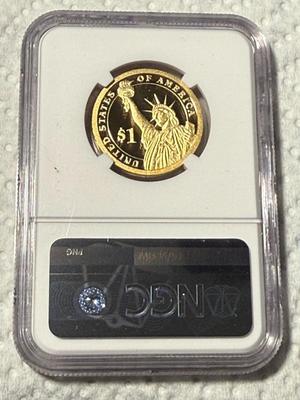 UNITED STATES OF AMERICA
$1
NGC